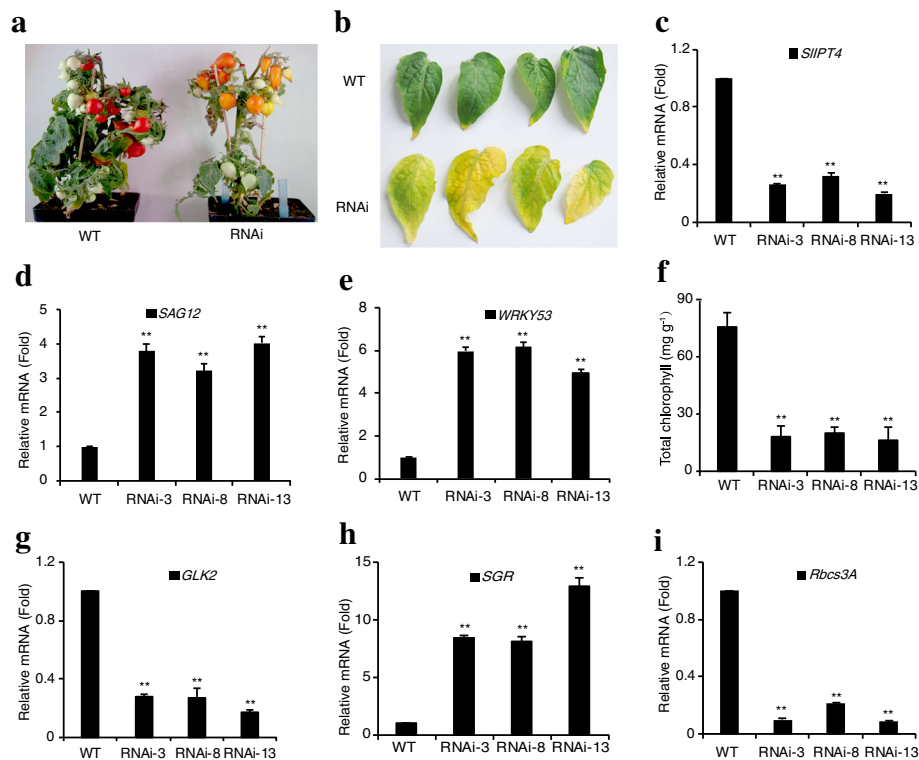 a
WT
RNAi
b
WT
RNAi
c
SlIPT4
Relative mRNA (Fold)
1.2
0.8
0.4
0
**
**
**
WT RNAi-3 RNAi-8 RNAi-13
d
SAG12
Relative mRNA (Fold)
5
4
3
2
1
0
**
**
**
WT RNAi-3 RNAi-8 RNAi-13
e
WRKY53
Relative mRNA (Fold)
8
6
4
2
0
**
**
**
WT RNAi-3 RNAi-8 RNAi-13
f
Total chlorophyll (mg g-1)
90
60
30
0
**
**
**
WT RNAi-3 RNAi-8 RNAi-13
g
GLK2
Relative mRNA (Fold)
1.2
0.8
0.4
0
**
**
**
WT RNAi-3 RNAi-8 RNAi-13
h
SGR
Relative mRNA (Fold)
15
10
5
0
**
**
**
WT RNAi-3 RNAi-8 RNAi-13
i
Rbcs3A
Relative mRNA (Fold)
1.2
0.8
0.4
0
**
**
**
WT RNAi-3 RNAi-8 RNAi-13